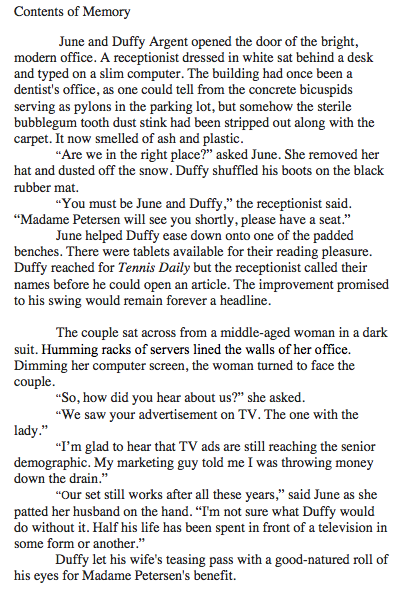 Contents of Memory
June and Duffy Argent opened the door of the bright,
modern office. A receptionist dressed in white sat behind a desk
and typed on a slim computer. The building had once been a
dentist's office, as one could tell from the concrete bicuspids
serving as pylons in the parking lot, but somehow the sterile
bubblegum tooth dust stink had been stripped out along with the
carpet. It now smelled of ash and plastic.
“Are we in the right place?” asked June. She removed her
hat and dusted off the snow. Duffy shuffled his boots on the black
rubber mat.
“You must be June and Duffy,” the receptionist said.
“Madame Petersen will see you shortly, please have a seat.”
June helped Duffy ease down onto one of the padded
benches. There were tablets available for their reading pleasure.
Duffy reached for Tennis Daily but the receptionist called their
names before he could open an article. The improvement promised
to his swing would remain forever a headline.
The couple sat across from a middle-aged woman in a dark
suit. Humming racks of servers lined the walls of her office.
Dimming her computer screen, the woman turned to face the
couple.
“So, how did you hear about us?” she asked.
“We saw your advertisement on TV. The one with the
lady.”
“I’m glad to hear that TV ads are still reaching the senior
demographic. My marketing guy told me I was throwing money
down the drain.”
“Our set still works after all these years,” said June as she
patted her husband on the hand. “I'm not sure what Duffy would
do without it. Half his life has been spent in front of a television in
some form or another.”
Duffy let his wife's teasing pass with a good-natured roll of
his eyes for Madame Petersen's benefit.